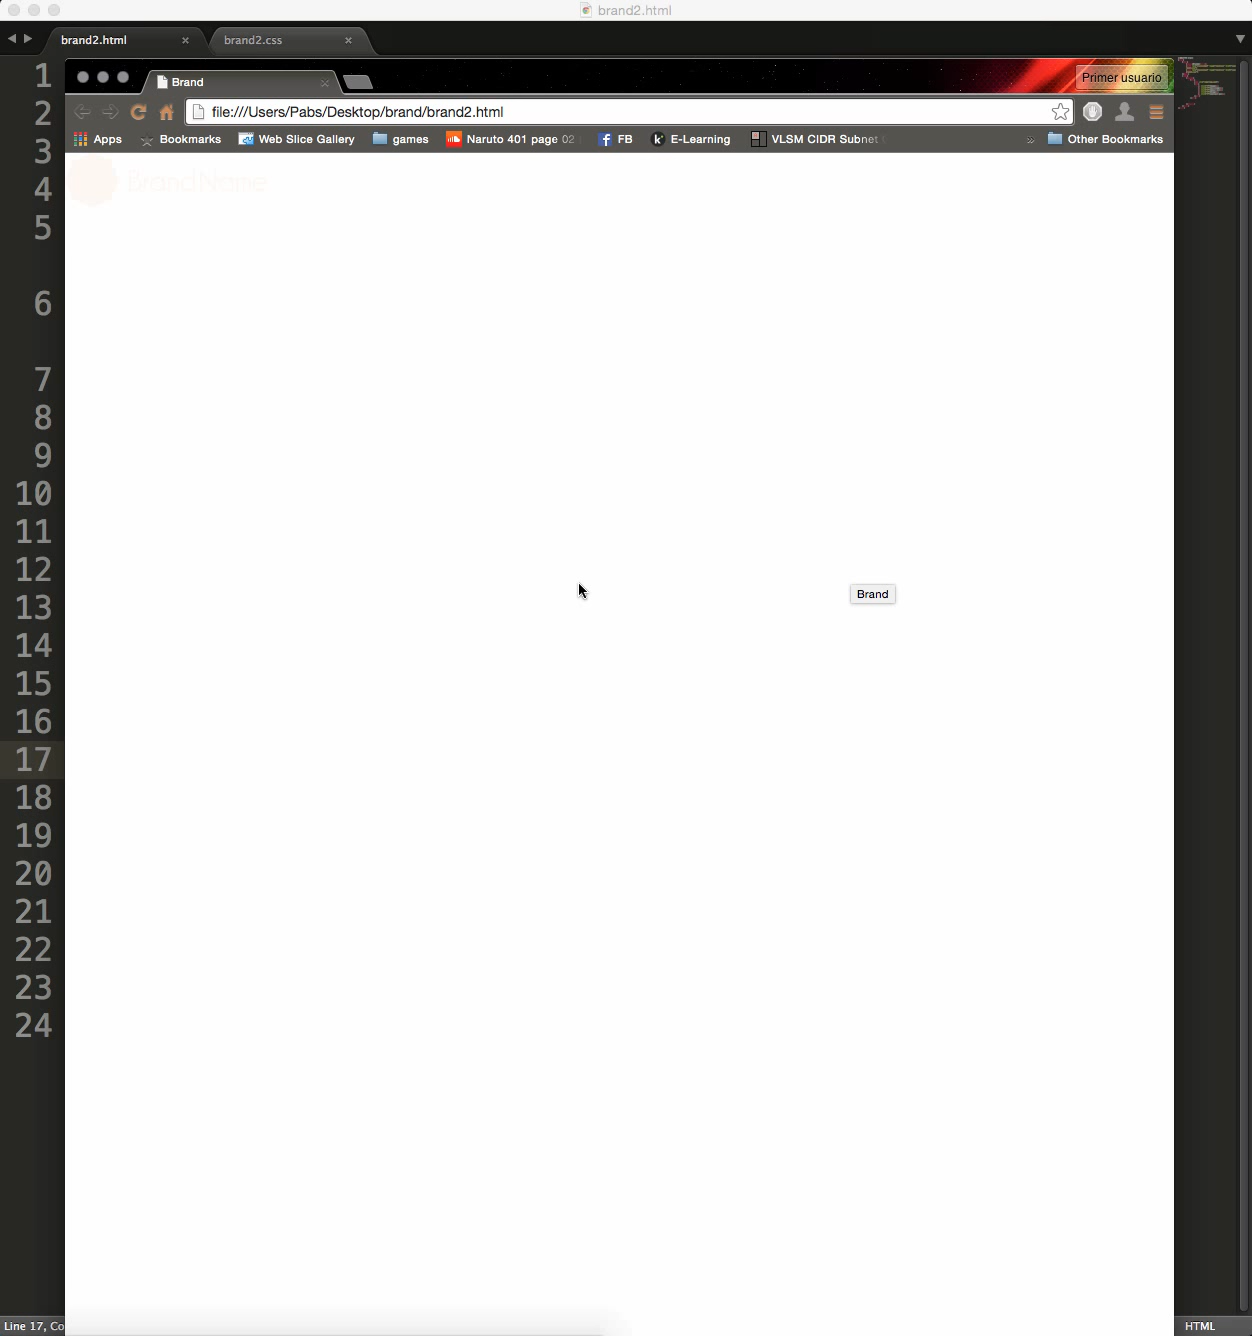 brand2.html
brand2.html
brand2.css
Brand
Primer usuario
file:///Users/Pabs/Desktop/brand/brand2.html
Apps
Bookmarks
Web Slice Gallery
games
Naruto 401 page 02
FB
E-Learning
VLSM CIDR Subnet
»
Other Bookmarks
BrandName
1
2
3
4
5
6
7
8
9
10
11
12
Brand
13
14
15
16
17
18
19
20
21
22
23
24
Line 17, Co
HTML